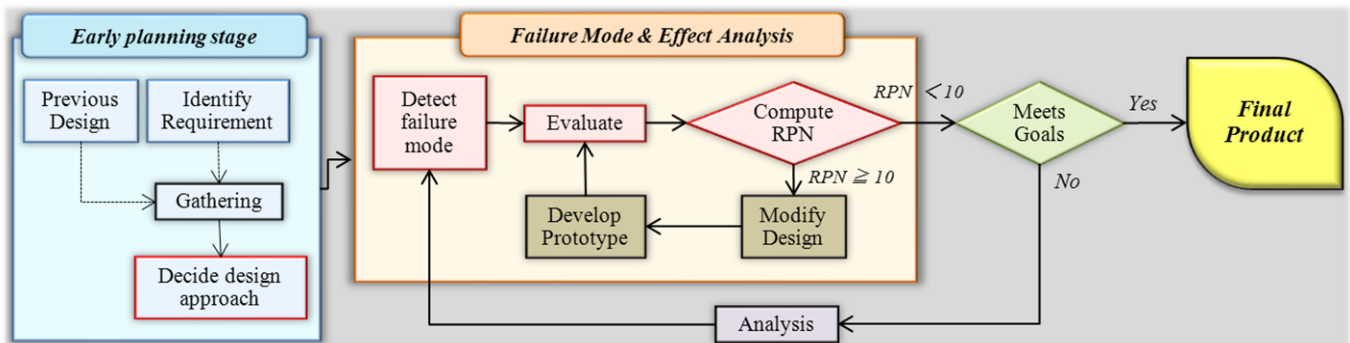 Early planning stage
Previous
Design
Identify
Requirement
Gathering
Decide design
approach
Failure Mode & Effect Analysis
Detect
failure
mode
Evaluate
Compute
RPN
RPN < 10
RPN ≧ 10
Modify
Design
Develop
Prototype
Meets
Goals
Yes
No
Final
Product
Analysis